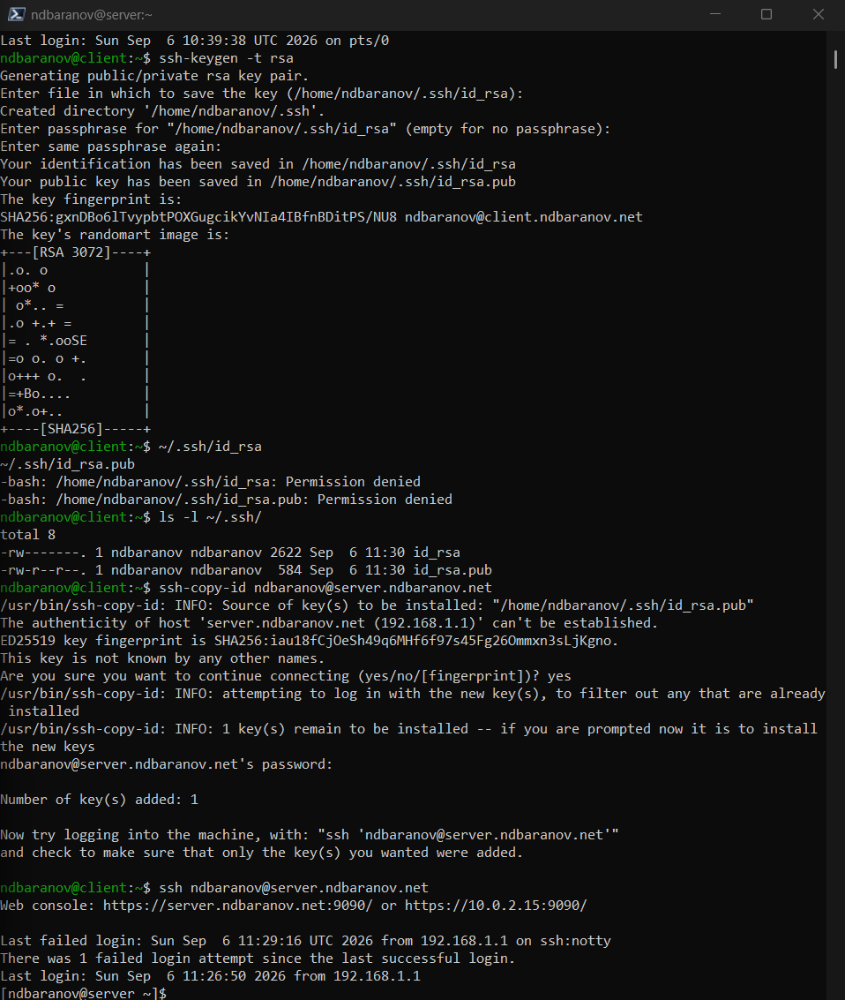 ndbaranov@server:~
Last login: Sun Sep  6 10:39:38 UTC 2026 on pts/0
ndbaranov@client:~$ ssh-keygen -t rsa
Generating public/private rsa key pair.
Enter file in which to save the key (/home/ndbaranov/.ssh/id_rsa):
Created directory '/home/ndbaranov/.ssh'.
Enter passphrase for "/home/ndbaranov/.ssh/id_rsa" (empty for no passphrase):
Enter same passphrase again:
Your identification has been saved in /home/ndbaranov/.ssh/id_rsa
Your public key has been saved in /home/ndbaranov/.ssh/id_rsa.pub
The key fingerprint is:
SHA256:gxnDBo6lTvypbtPOXGugcikYvNIa4IBfnBDitPS/NU8 ndbaranov@client.ndbaranov.net
The key's randomart image is:
+---[RSA 3072]----+
|.o. o            |
|+oo* o           |
| o*.. =          |
|.o +.+ =         |
|= . *.ooSE       |
|=o o. o +.       |
|o+++ o.  .       |
|=+Bo....         |
|o*.o+..          |
+----[SHA256]-----+
ndbaranov@client:~$ ~/.ssh/id_rsa
~/.ssh/id_rsa.pub
-bash: /home/ndbaranov/.ssh/id_rsa: Permission denied
-bash: /home/ndbaranov/.ssh/id_rsa.pub: Permission denied
ndbaranov@client:~$ ls -l ~/.ssh/
total 8
-rw-------. 1 ndbaranov ndbaranov 2622 Sep  6 11:30 id_rsa
-rw-r--r--. 1 ndbaranov ndbaranov  584 Sep  6 11:30 id_rsa.pub
ndbaranov@client:~$ ssh-copy-id ndbaranov@server.ndbaranov.net
/usr/bin/ssh-copy-id: INFO: Source of key(s) to be installed: "/home/ndbaranov/.ssh/id_rsa.pub"
The authenticity of host 'server.ndbaranov.net (192.168.1.1)' can't be established.
ED25519 key fingerprint is SHA256:iau18fCjOeSh49q6MHf6f97s45Fg26Ommxn3sLjKgno.
This key is not known by any other names.
Are you sure you want to continue connecting (yes/no/[fingerprint])? yes
/usr/bin/ssh-copy-id: INFO: attempting to log in with the new key(s), to filter out any that are already
 installed
/usr/bin/ssh-copy-id: INFO: 1 key(s) remain to be installed -- if you are prompted now it is to install
the new keys
ndbaranov@server.ndbaranov.net's password:

Number of key(s) added: 1

Now try logging into the machine, with: "ssh 'ndbaranov@server.ndbaranov.net'"
and check to make sure that only the key(s) you wanted were added.

ndbaranov@client:~$ ssh ndbaranov@server.ndbaranov.net
Web console: https://server.ndbaranov.net:9090/ or https://10.0.2.15:9090/

Last failed login: Sun Sep  6 11:29:16 UTC 2026 from 192.168.1.1 on ssh:notty
There was 1 failed login attempt since the last successful login.
Last login: Sun Sep  6 11:26:50 2026 from 192.168.1.1
[ndbaranov@server ~]$